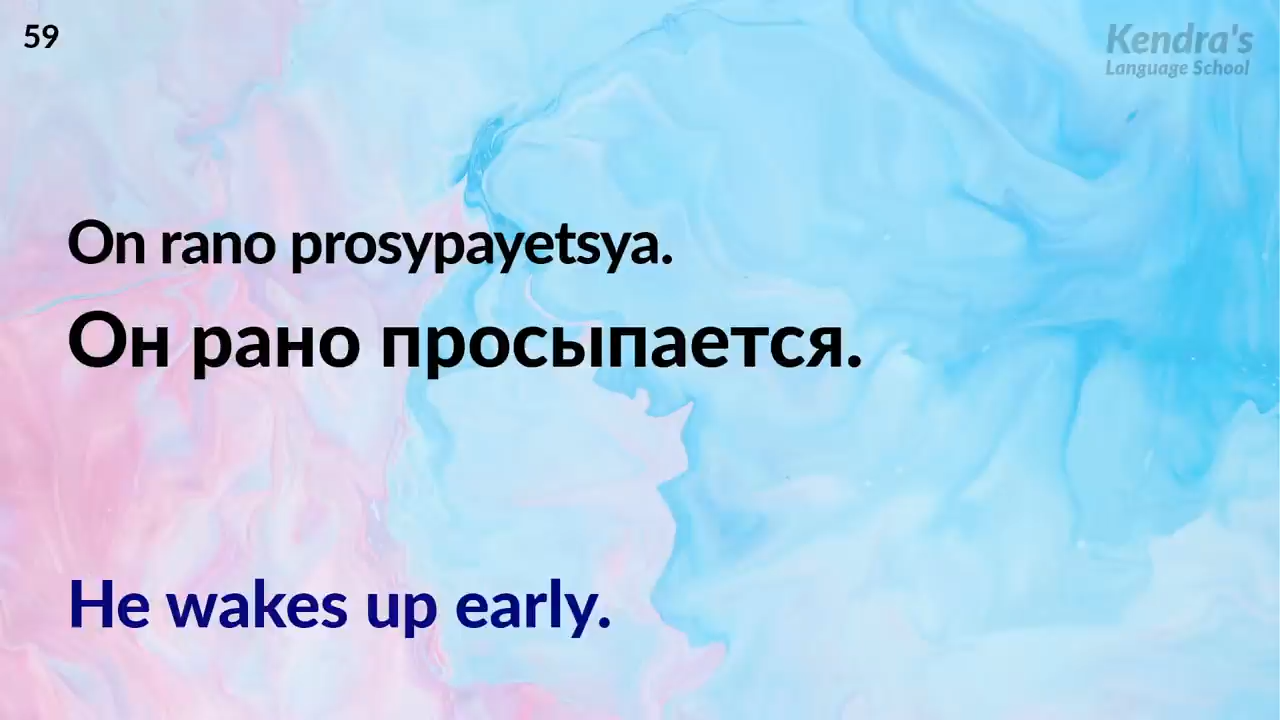 59
Kendra's
Language School
On rano prosypayetsya.
Он рано просыпается.
He wakes up early.